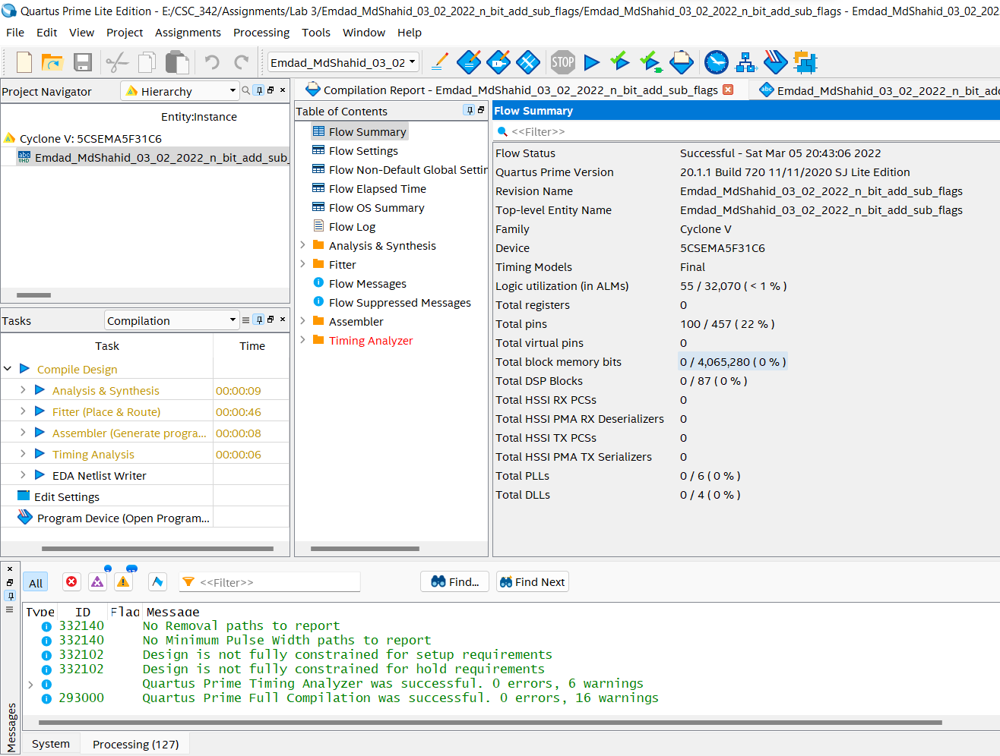 Quartus Prime Lite Edition - E:/CSC_342/Assignments/Lab 3/Emdad_MdShahid_03_02_2022_n_bit_add_sub_flags/Emdad_MdShahid_03_02_2022_n_bit_add_sub_flags - Emdad_MdShahid_03_02_202
File Edit View Project Assignments Processing Tools Window Help
Emdad_MdShahid_03_02 STOP
Project Navigator Hierarchy
Entity:Instance
Cyclone V: 5CSEMA5F31C6
abc VHD Emdad_MdShahid_03_02_2022_n_bit_add_sub_
Tasks Compilation
Task Time
Compile Design
Analysis & Synthesis 00:00:09
Fitter (Place & Route) 00:00:46
Assembler (Generate progra... 00:00:08
Timing Analysis 00:00:06
EDA Netlist Writer
Edit Settings
Program Device (Open Program...
Compilation Report - Emdad_MdShahid_03_02_2022_n_bit_add_sub_flags
abc Emdad_MdShahid_03_02_2022_n_bit_add
Table of Contents
Flow Summary
Flow Settings
Flow Non-Default Global Settin
Flow Elapsed Time
Flow OS Summary
Flow Log
Analysis & Synthesis
Fitter
Flow Messages
Flow Suppressed Messages
Assembler
Timing Analyzer
Flow Summary
<<Filter>>
Flow Status Successful - Sat Mar 05 20:43:06 2022
Quartus Prime Version 20.1.1 Build 720 11/11/2020 SJ Lite Edition
Revision Name Emdad_MdShahid_03_02_2022_n_bit_add_sub_flags
Top-level Entity Name Emdad_MdShahid_03_02_2022_n_bit_add_sub_flags
Family Cyclone V
Device 5CSEMA5F31C6
Timing Models Final
Logic utilization (in ALMs) 55 / 32,070 ( < 1 % )
Total registers 0
Total pins 100 / 457 ( 22 % )
Total virtual pins 0
Total block memory bits 0 / 4,065,280 ( 0 % )
Total DSP Blocks 0 / 87 ( 0 % )
Total HSSI RX PCSs 0
Total HSSI PMA RX Deserializers 0
Total HSSI TX PCSs 0
Total HSSI PMA TX Serializers 0
Total PLLs 0 / 6 ( 0 % )
Total DLLs 0 / 4 ( 0 % )
All <<Filter>> Find... Find Next
Type ID Flag Message
332140 No Removal paths to report
332140 No Minimum Pulse Width paths to report
332102 Design is not fully constrained for setup requirements
332102 Design is not fully constrained for hold requirements
Quartus Prime Timing Analyzer was successful. 0 errors, 6 warnings
293000 Quartus Prime Full Compilation was successful. 0 errors, 16 warnings
Messages
System Processing (127)